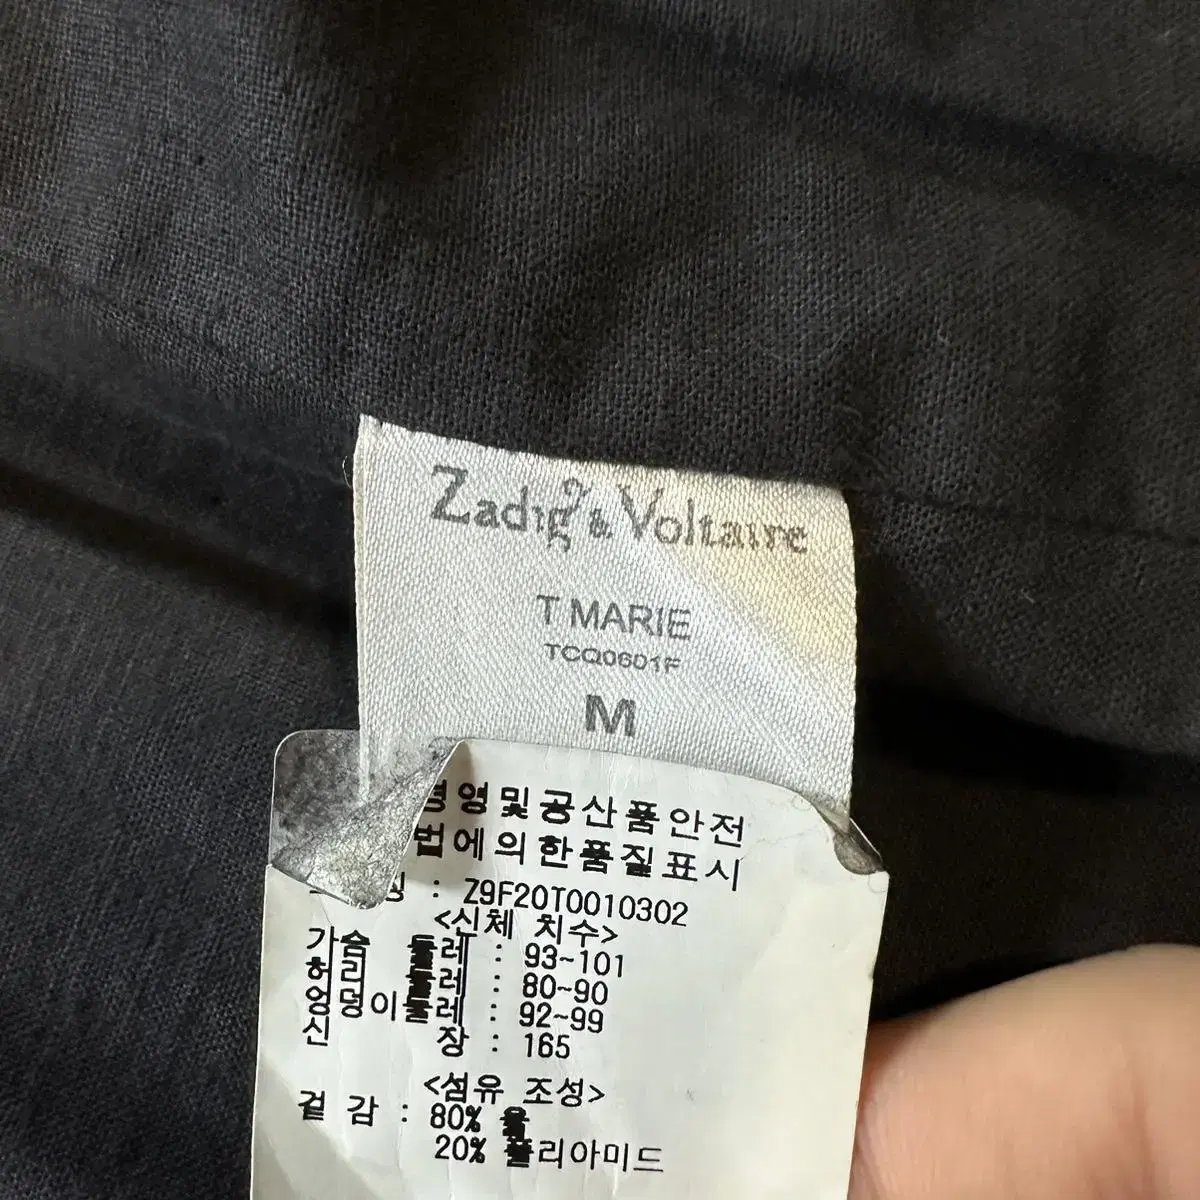 Zadig & Voltaire
T MARIE
TCQ0601F
M
경영및공산품안전
법에의한품질표시
: Z9F20T0010302
<신체 치수>
가슴 둘레 : 93~101
허리 둘레 : 80~90
엉덩이둘레 : 92~99
신 장 : 165
<섬유 조성>
겉 감 : 80% 울
20% 폴리아미드